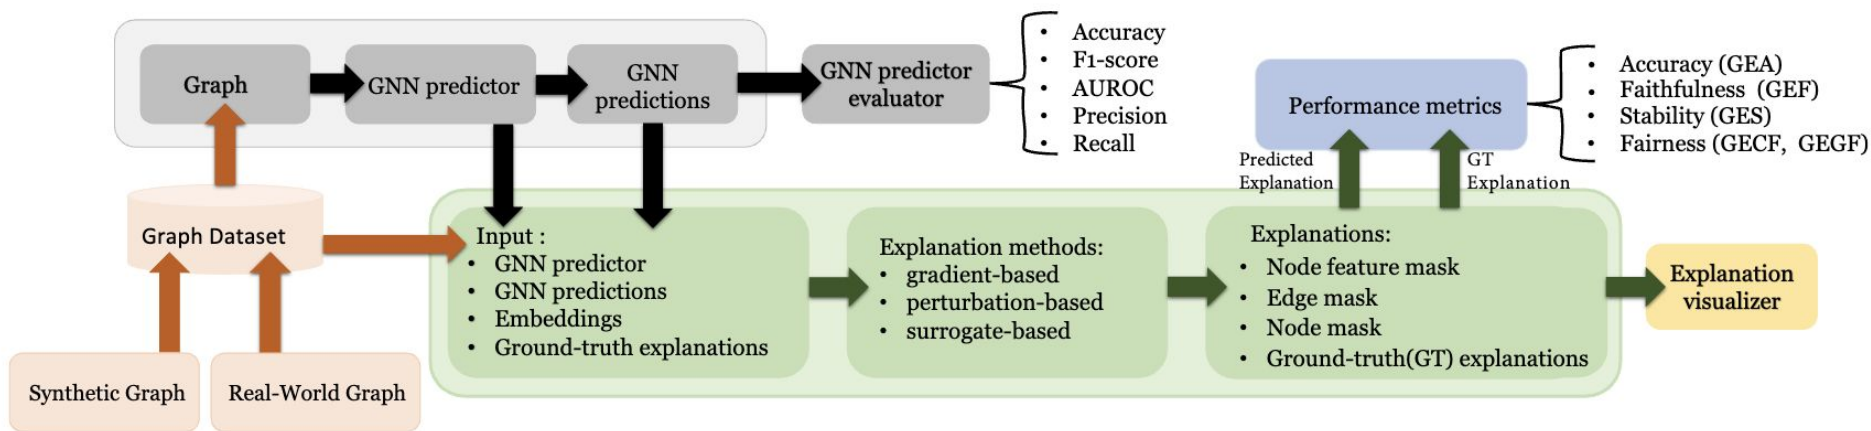 Graph
GNN predictor
GNN
predictions
GNN predictor
evaluator
• Accuracy
• F1-score
• AUROC
• Precision
• Recall
Performance metrics
• Accuracy (GEA)
• Faithfulness (GEF)
• Stability (GES)
• Fairness (GECF, GEGF)
Predicted
Explanation
GT
Explanation
Graph Dataset
Input :
• GNN predictor
• GNN predictions
• Embeddings
• Ground-truth explanations
Explanation methods:
• gradient-based
• perturbation-based
• surrogate-based
Explanations:
• Node feature mask
• Edge mask
• Node mask
• Ground-truth(GT) explanations
Explanation
visualizer
Synthetic Graph
Real-World Graph